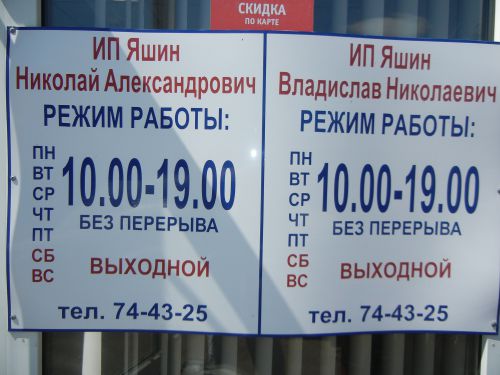 СКИДКА
ПО КАРТЕ
ИП Яшин
Николай Александрович
РЕЖИМ РАБОТЫ:
ПН
ВТ
СР
ЧТ
ПТ
СБ
ВС
10.00-19.00
БЕЗ ПЕРЕРЫВА
ВЫХОДНОЙ
тел. 74-43-25
ИП Яшин
Владислав Николаевич
РЕЖИМ РАБОТЫ:
ПН
ВТ
СР
ЧТ
ПТ
СБ
ВС
10.00-19.00
БЕЗ ПЕРЕРЫВА
ВЫХОДНОЙ
тел. 74-43-25